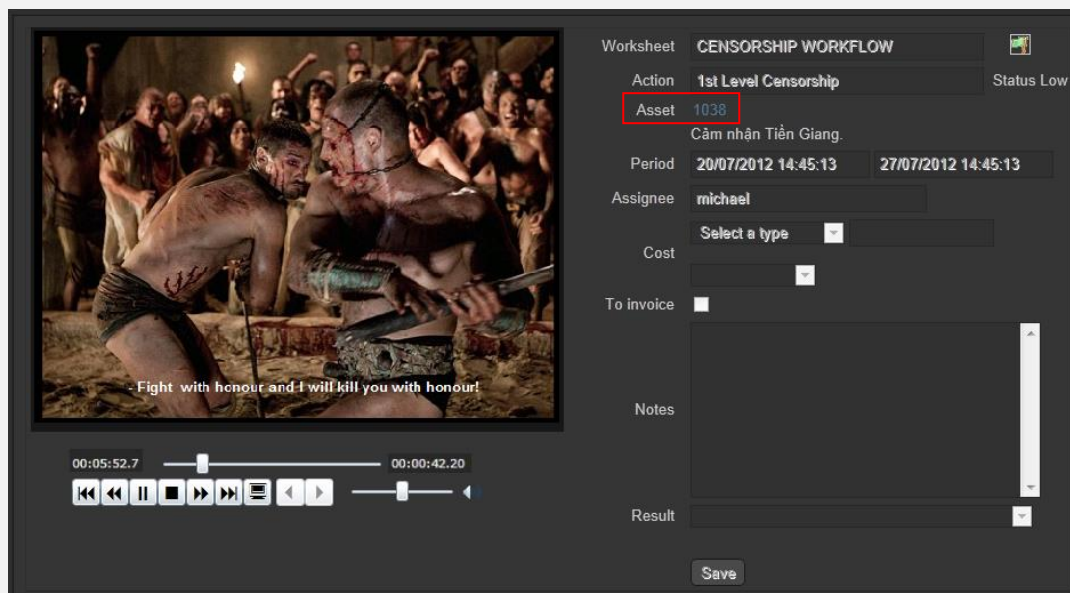 Worksheet CENSORSHIP WORKFLOW
Action 1st Level Censorship Status Low
Asset 1038
Cảm nhận Tiền Giang.
Period 20/07/2012 14:45:13 27/07/2012 14:45:13
Assignee michael
Select a type
Cost
To invoice
Notes
Result
Save
- Fight with honour and I will kill you with honour!
00:05:52.7 00:00:42.20